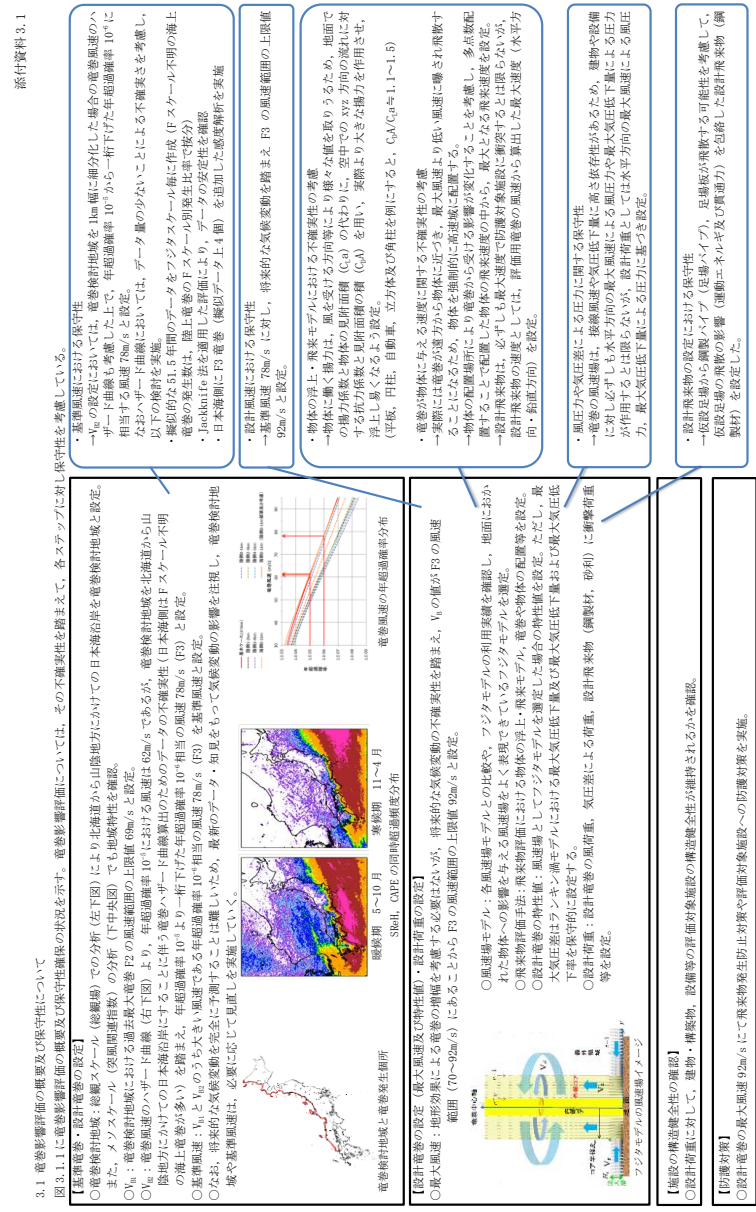 添付資料 3.1
3.1 竜巻影響評価の概要及び保守性について
図 3.1.1 に竜巻影響評価の概要及び保守性確保の状況を示す。竜巻影響評価については，その不確実性を踏まえて，各ステップに対し保守性を考慮している。
【基準竜巻・設計竜巻の設定】
○竜巻検討地域：総観スケール（総観場）での分析（左下図）により北海道から山陰地方にかけての日本海沿岸を竜巻検討地域と設定。
また，メソスケール（突風関連指数）の分析（下中央図）でも地域特性を確認。
○VB1：竜巻検討地域における過去最大竜巻 F2 の風速範囲の上限値 69m/s と設定。
○VB2：竜巻風速のハザード曲線（右下図）より，年超過確率 10⁻⁵における風速は 62m/s であるが，竜巻検討地域を北海道から山
陰地方にかけての日本海沿岸にすることに伴う竜巻ハザード曲線算出のためのデータの不確実性（日本海側は F スケール不明
の海上竜巻が多い）を踏まえ，年超過確率 10⁻⁵より一桁下げた年超過確率 10⁻⁶相当の風速 78m/s（F3）と設定。
○基準風速：VB1 と VB2 のうち大きい風速である年超過確率 10⁻⁶相当の風速 78m/s（F3）を基準風速と設定。
○なお，将来的な気候変動を完全に予測することは難しいため，最新のデータ・知見をもって気候変動の影響を注視し，竜巻検討地
域や基準風速は，必要に応じて見直しを実施していく。
竜巻検討地域と竜巻発生個所
暖候期　5～10 月
寒候期　11～4 月
SReH，CAPE の同時超過頻度分布
竜巻風速 (m/s)
年超過確率
竜巻風速の年超過確率分布
【設計竜巻の設定（最大風速及び特性値）・設計荷重の設定】
○最大風速：地形効果による竜巻の増幅を考慮する必要はないが，将来的な気候変動の不確実性を踏まえ，VBの値が F3 の風速
範囲（70～92m/s）にあることから F3 の風速範囲の上限値 92m/s と設定。
○風速場モデル：各風速場モデルとの比較や，フジタモデルの利用実績を確認し，地面におか
れた物体への影響を与える風速場をよく表現できているフジタモデルを選定。
○飛来物評価手法：飛来物評価における物体の浮上・飛来モデル，竜巻や物体の配置等を設定。
○設計竜巻の特性値：風速場としてフジタモデルを選定した場合の特性値を設定。ただし，最
大気圧差はランキン渦モデルにおける最大気圧低下量及び最大気圧低下量および最大気圧低
下率を保守的に設定する。
○設計荷重：設計竜巻の風荷重，気圧差による荷重，設計飛来物（鋼製材，砂利）に衝撃荷重
等を設定。
フジタモデルの風速場イメージ
【施設の構造健全性の確認】
○設計荷重に対して，建物・構築物，設備等の評価対象施設の構造健全性が維持されるかを確認。
【防護対策】
○設計竜巻の最大風速 92m/s にて飛来物発生防止対策や評価対象施設への防護対策を実施。
・基準風速における保守性
→VB2 の設定においては，竜巻検討地域を 1km 幅に細分化した場合の竜巻風速のハ
ザード曲線も考慮した上で，年超過確率 10⁻⁵から一桁下げた年超過確率 10⁻⁶に
相当する風速 78m/s と設定。
なおハザード曲線においては，データ量の少ないことによる不確実さを考慮し，
以下の検討を実施。
・擬似的な 51.5 年間のデータをフジタスケール毎に作成（F スケール不明の海上
竜巻の発生数は，陸上竜巻の F スケール別発生比率で按分）
・Jackknife 法を適用した評価により，データの安定性を確認
・日本海側に F3 竜巻（擬似データ上 4 個）を追加した感度解析を実施
・設計風速における保守性
→基準風速 78m/s に対し，将来的な気候変動を踏まえ F3 の風速範囲の上限値
92m/s と設定。
・物体の浮上・飛来モデルにおける不確実性の考慮
→物体に働く揚力は，風を受ける方向等により様々な値を取りうるため，地面で
の揚力係数と物体の見附面積（CLa）の代わりに，空中での xyz 方向の流れに対
する抗力係数と見附面積の積（CDA）を用い，実際より大きな揚力を作用させ，
浮上し易くなるよう設定。
(平板，円柱，自動車，立方体及び角柱を例にすると，CDA/CLa≒1.1～1.5)
竜巻が物体に与える速度に関する不確実性の考慮
→実際には竜巻が遠方から物体に近づき，最大風速より低い風速に曝され飛散す
ることになるため，物体を強制的に高速域に配置する。
→物体の配置場所により竜巻から受ける影響が変化することを考慮し，多点数配
置することで配置した物体の飛来速度の中から，最大となる飛来速度を設定。
→設計飛来物は，必ずしも最大速度で防護対象施設に衝突するとは限らないが，
設計飛来物の速度としては，評価用竜巻の風速から算出した最大速度（水平方
向・鉛直方向）を設定。
・風圧力や気圧差による圧力に関する保守性
→竜巻の風速場は，接線風速や気圧低下量に高さ依存性があるため，建物や設備
に対し必ずしも水平方向の最大風速による風圧力や最大気圧低下量による圧力
が作用するとは限らないが，設計荷重としては水平方向の最大風速による風圧
力，最大気圧低下量による圧力に基づき設定。
・設計飛来物の設定における保守性
→仮設足場から鋼製パイプ（足場パイプ），足場板が飛散する可能性を考慮して，
仮設足場の飛散の影響（運動エネルギ及び貫通力）を包絡した設計飛来物（鋼
製材）を設定した